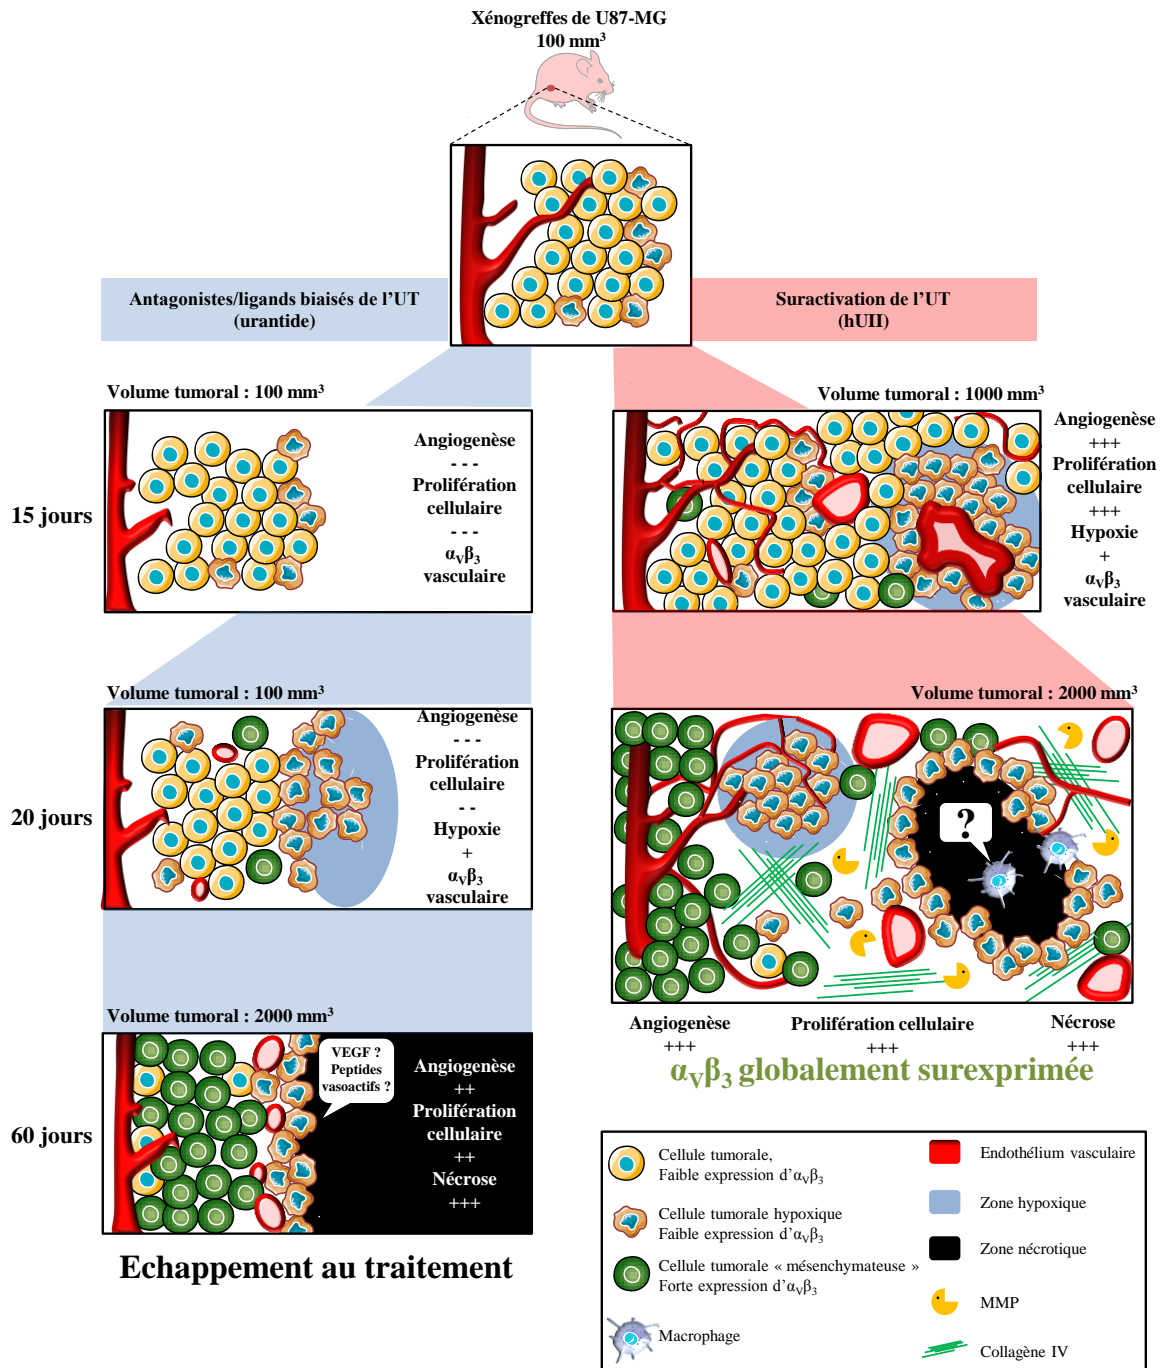 Xénogreffes de U87-MG
100 mm³
Antagonistes/ligands biaisés de l'UT
(urantide)
Suractivation de l'UT
(hUII)
Volume tumoral : 100 mm³
Angiogenèse
- - -
Prolifération
cellulaire
- - -
αVβ3
vasculaire
15 jours
Volume tumoral : 1000 mm³
Angiogenèse
+++
Prolifération
cellulaire
+++
Hypoxie
+
αVβ3
vasculaire
Volume tumoral : 100 mm³
Angiogenèse
- - -
Prolifération
cellulaire
- -
Hypoxie
+
αVβ3
vasculaire
20 jours
Volume tumoral : 2000 mm³
?
Angiogenèse
+++
Prolifération cellulaire
+++
Nécrose
+++
αVβ3 globalement surexprimée
Volume tumoral : 2000 mm³
VEGF ?
Peptides
vasoactifs ?
Angiogenèse
++
Prolifération
cellulaire
++
Nécrose
+++
60 jours
Echappement au traitement
Cellule tumorale,
Faible expression d'αVβ3
Cellule tumorale hypoxique
Faible expression d'αVβ3
Cellule tumorale « mésenchymateuse »
Forte expression d'αVβ3
Macrophage
Endothélium vasculaire
Zone hypoxique
Zone nécrotique
MMP
Collagène IV